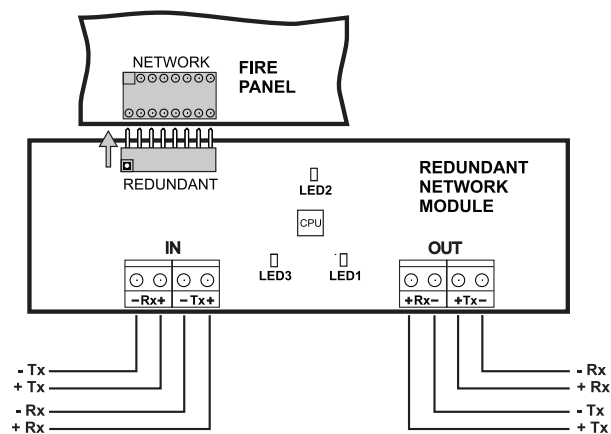 NETWORK
FIRE
PANEL
REDUNDANT
REDUNDANT
NETWORK
MODULE
LED2
CPU
IN
OUT
LED3
LED1
−Rx+ −Tx+
+Rx− +Tx−
- Tx
+ Tx
- Rx
+ Rx
- Rx
+ Rx
- Tx
+ Tx